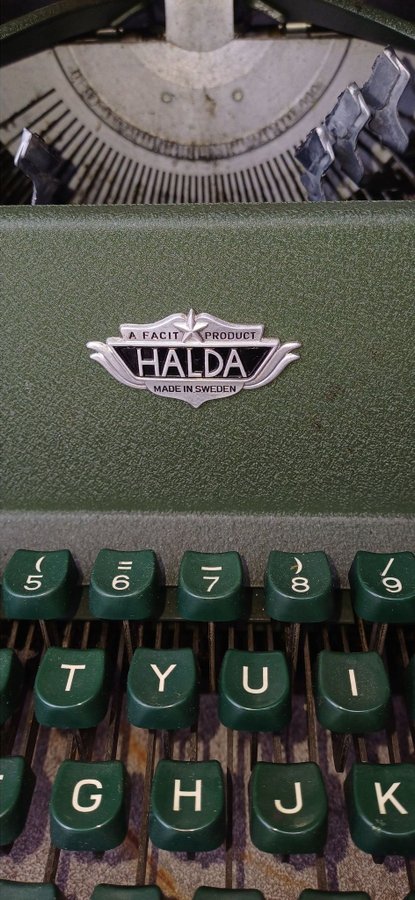 A FACIT PRODUCT
HALDA
MADE IN SWEDEN
( = _ ) /
5 6 7 8 9
T Y U I
G H J K